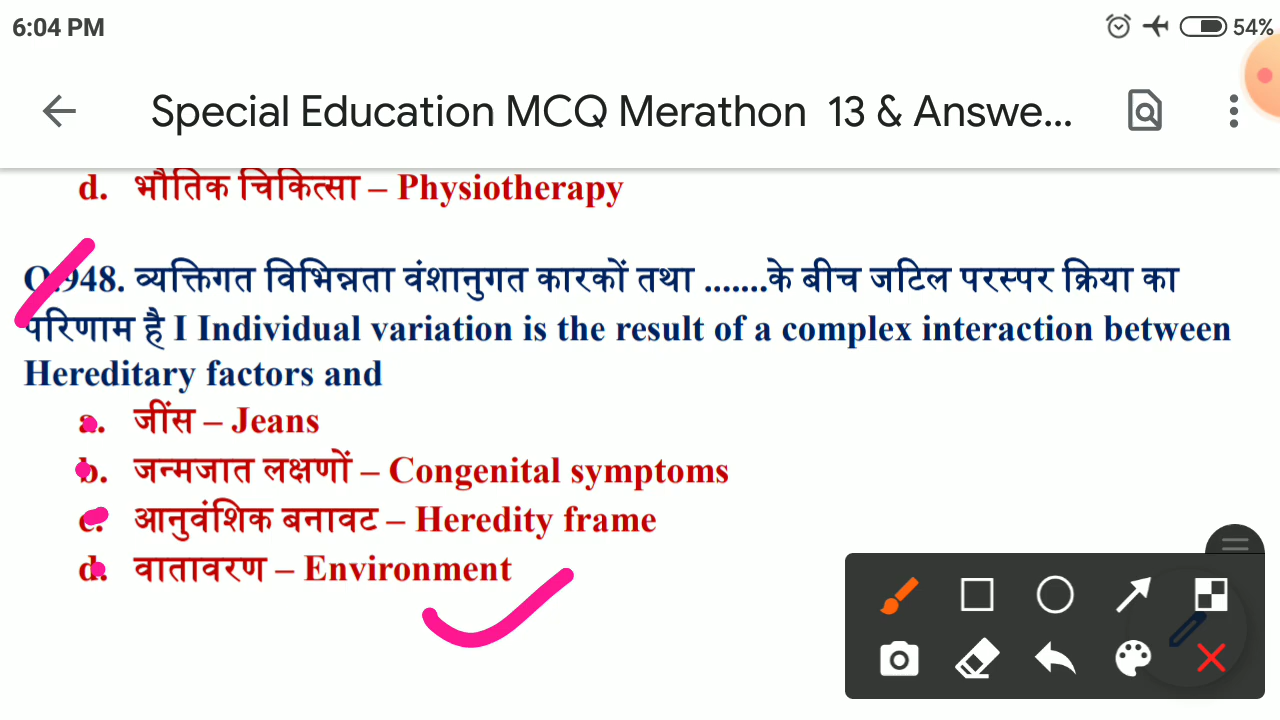 6:04 PM
54%
Special Education MCQ Merathon 13 & Answe...
d. भौतिक चिकित्सा – Physiotherapy
Q.948. व्यक्तिगत विभिन्नता वंशानुगत कारकों तथा .......के बीच जटिल परस्पर क्रिया का
परिणाम है I Individual variation is the result of a complex interaction between
Hereditary factors and
a. जींस – Jeans
b. जन्मजात लक्षणों – Congenital symptoms
c. आनुवंशिक बनावट – Heredity frame
d. वातावरण – Environment